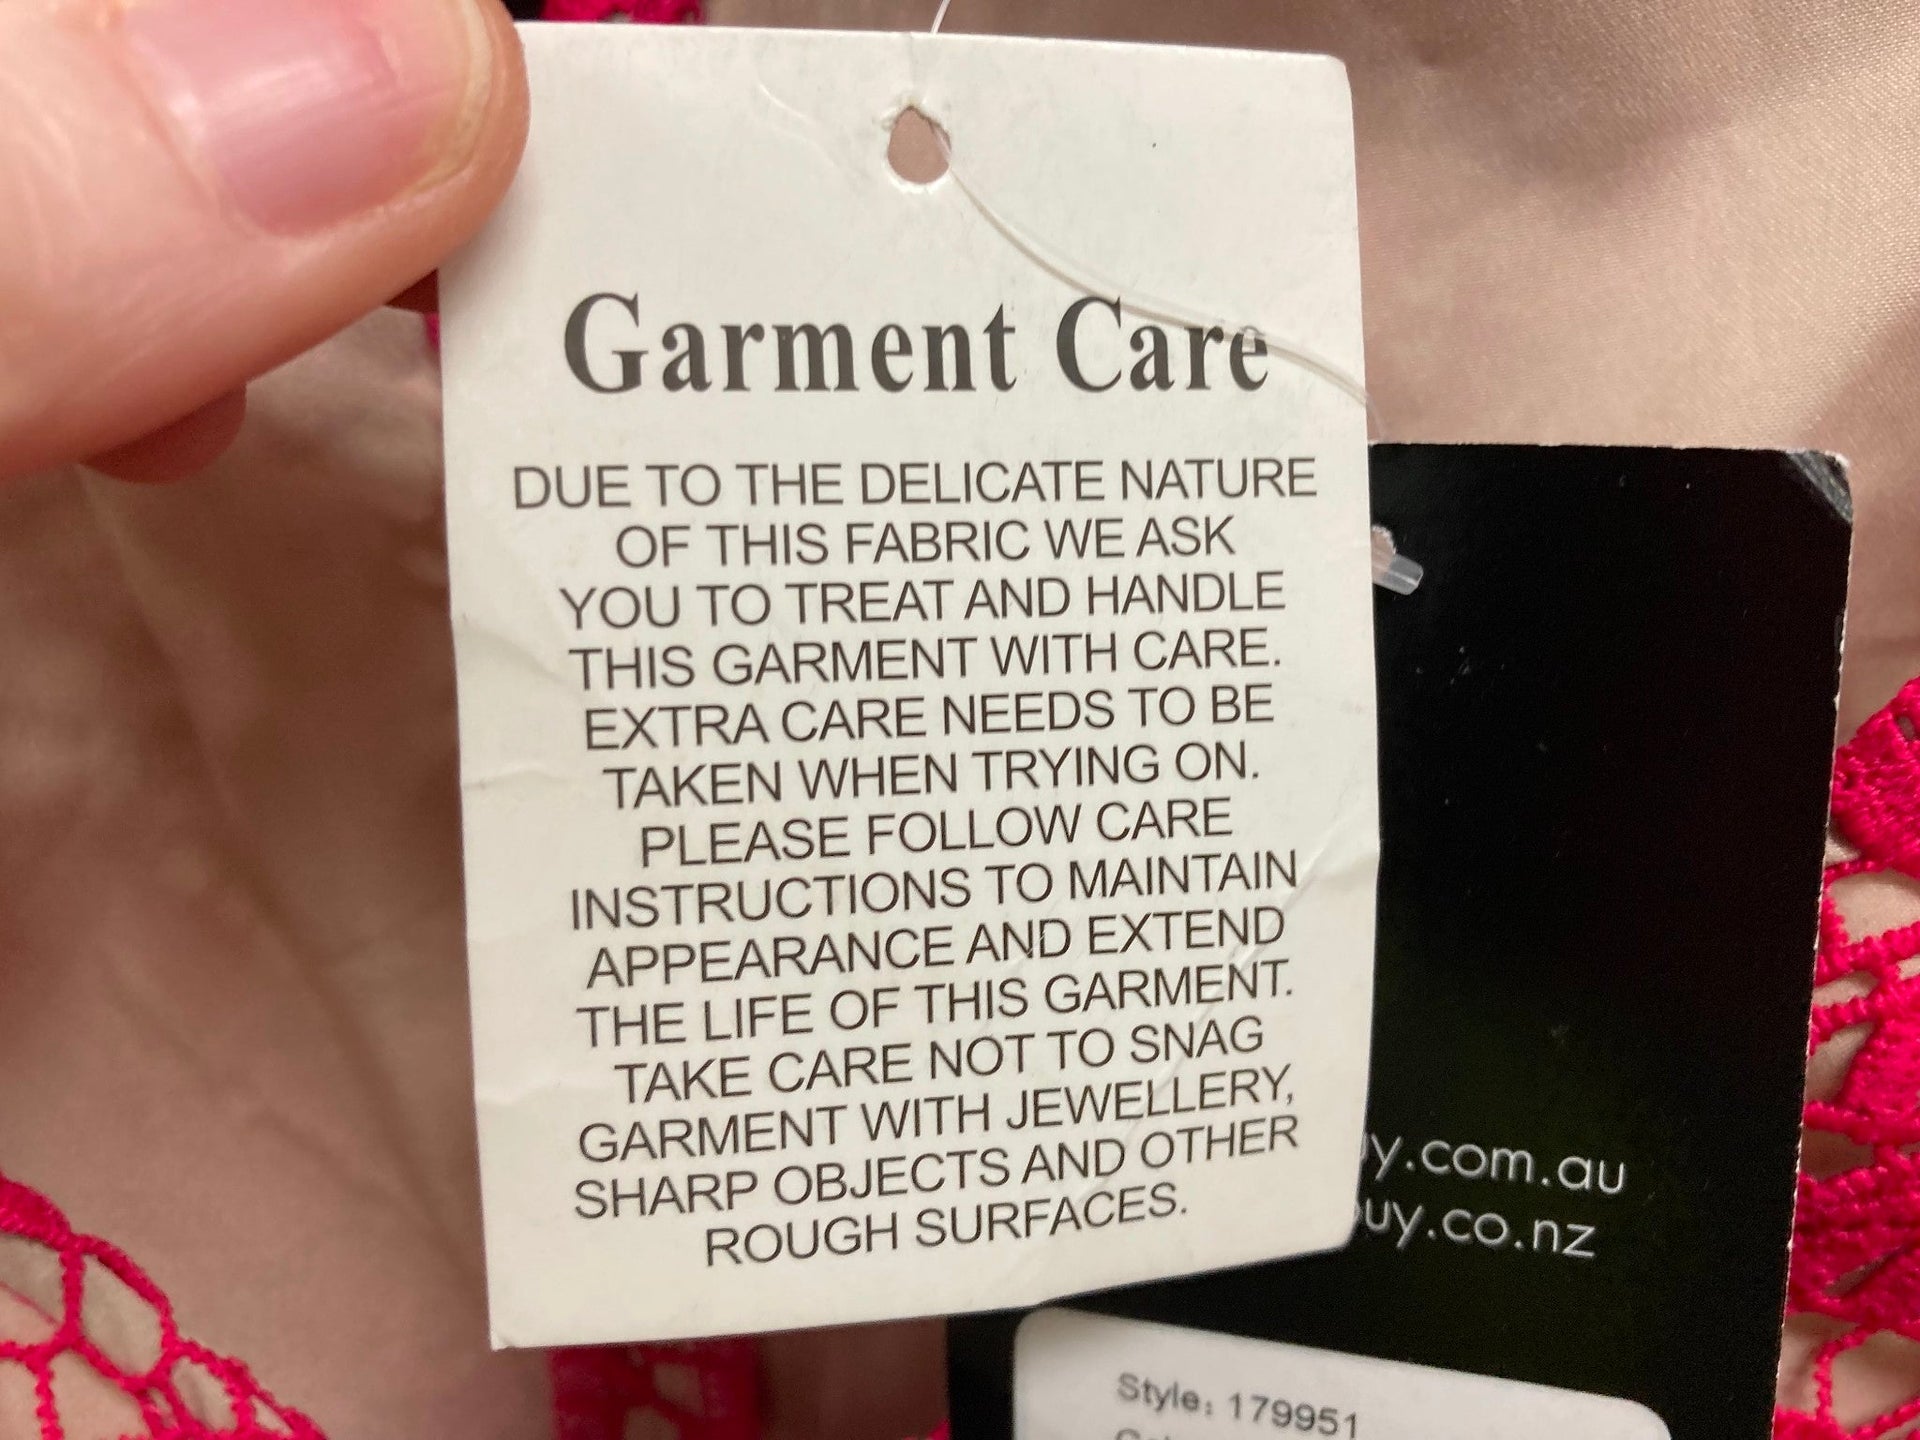 Garment Care
DUE TO THE DELICATE NATURE
OF THIS FABRIC WE ASK
YOU TO TREAT AND HANDLE
THIS GARMENT WITH CARE.
EXTRA CARE NEEDS TO BE
TAKEN WHEN TRYING ON.
PLEASE FOLLOW CARE
INSTRUCTIONS TO MAINTAIN
APPEARANCE AND EXTEND
THE LIFE OF THIS GARMENT.
TAKE CARE NOT TO SNAG
GARMENT WITH JEWELLERY,
SHARP OBJECTS AND OTHER
ROUGH SURFACES.
y.com.au
uy.co.nz
Style: 179951